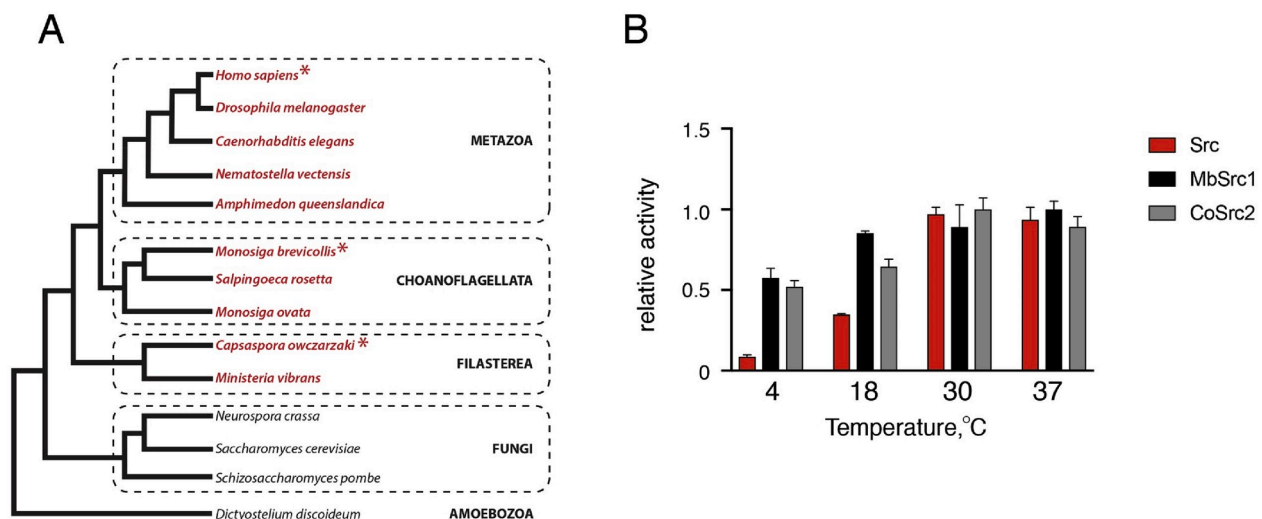 A
Homo sapiens*
Drosophila melanogaster
Caenorhabditis elegans
METAZOA
Nematostella vectensis
Amphimedon queenslandica
Monosiga brevicollis*
Salpingoeca rosetta
CHOANOFLAGELLATA
Monosiga ovata
Capsaspora owczarzaki*
FILASTEREA
Ministeria vibrans
Neurospora crassa
Saccharomyces cerevisiae
FUNGI
Schizosaccharomyces pombe
Dictyostelium discoideum
AMOEBOZOA
B
relative activity
1.5
1.0
0.5
0
4 18 30 37
Temperature,°C
Src
MbSrc1
CoSrc2